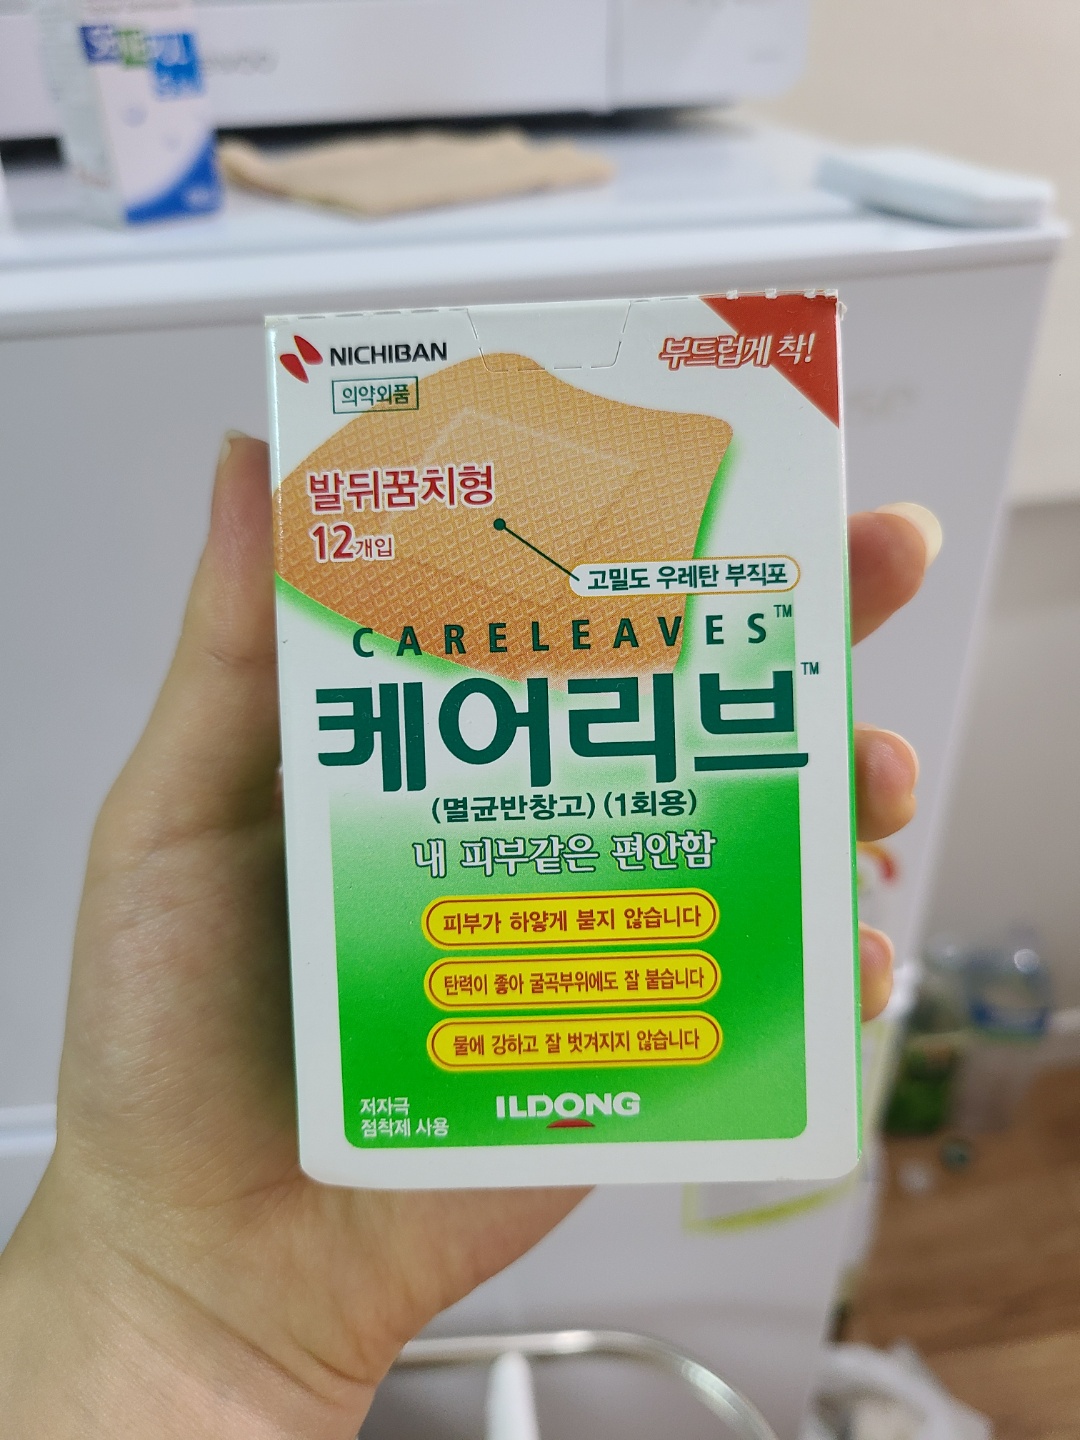 NICHIBAN
부드럽게 착!
의약외품
발뒤꿈치형
12개입
고밀도 우레탄 부직포
CARELEAVES™
케어리브™
(멸균반창고) (1회용)
내 피부같은 편안함
피부가 하얗게 붇지 않습니다
탄력이 좋아 굴곡부위에도 잘 붙습니다
물에 강하고 잘 벗겨지지 않습니다
저자극
점착제 사용
ILDONG